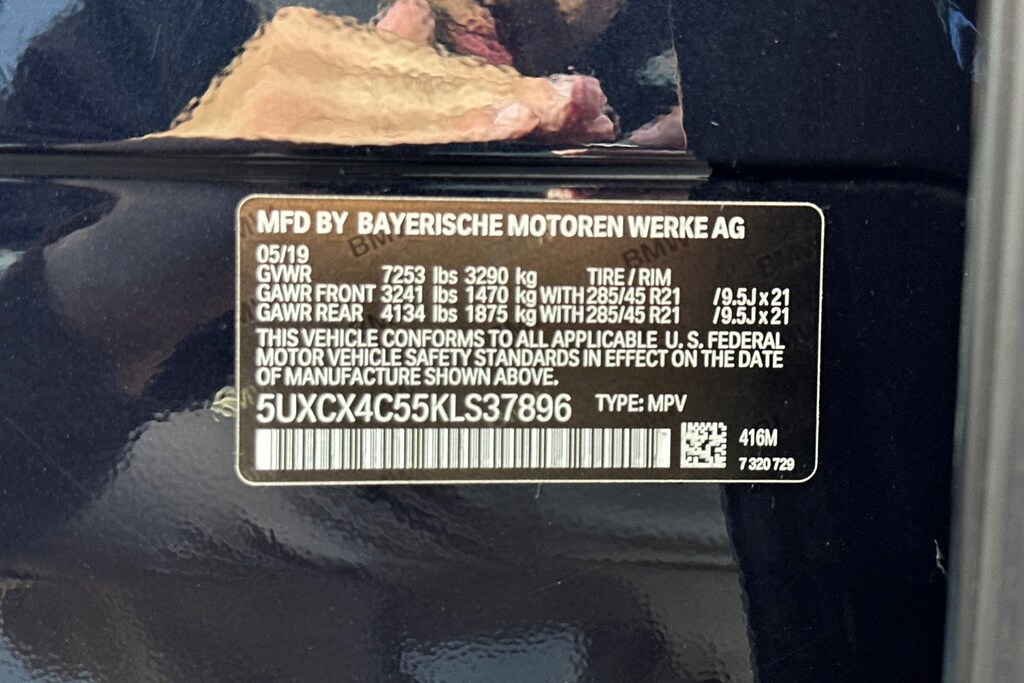 MFD BY BAYERISCHE MOTOREN WERKE AG
05/19
GVWR 7253 lbs 3290 kg TIRE / RIM
GAWR FRONT 3241 lbs 1470 kg WITH 285/45 R21 /9.5J x 21
GAWR REAR 4134 lbs 1875 kg WITH 285/45 R21 /9.5J x 21
THIS VEHICLE CONFORMS TO ALL APPLICABLE U. S. FEDERAL
MOTOR VEHICLE SAFETY STANDARDS IN EFFECT ON THE DATE
OF MANUFACTURE SHOWN ABOVE.
5UXCX4C55KLS37896 TYPE: MPV
416M
7 320 729